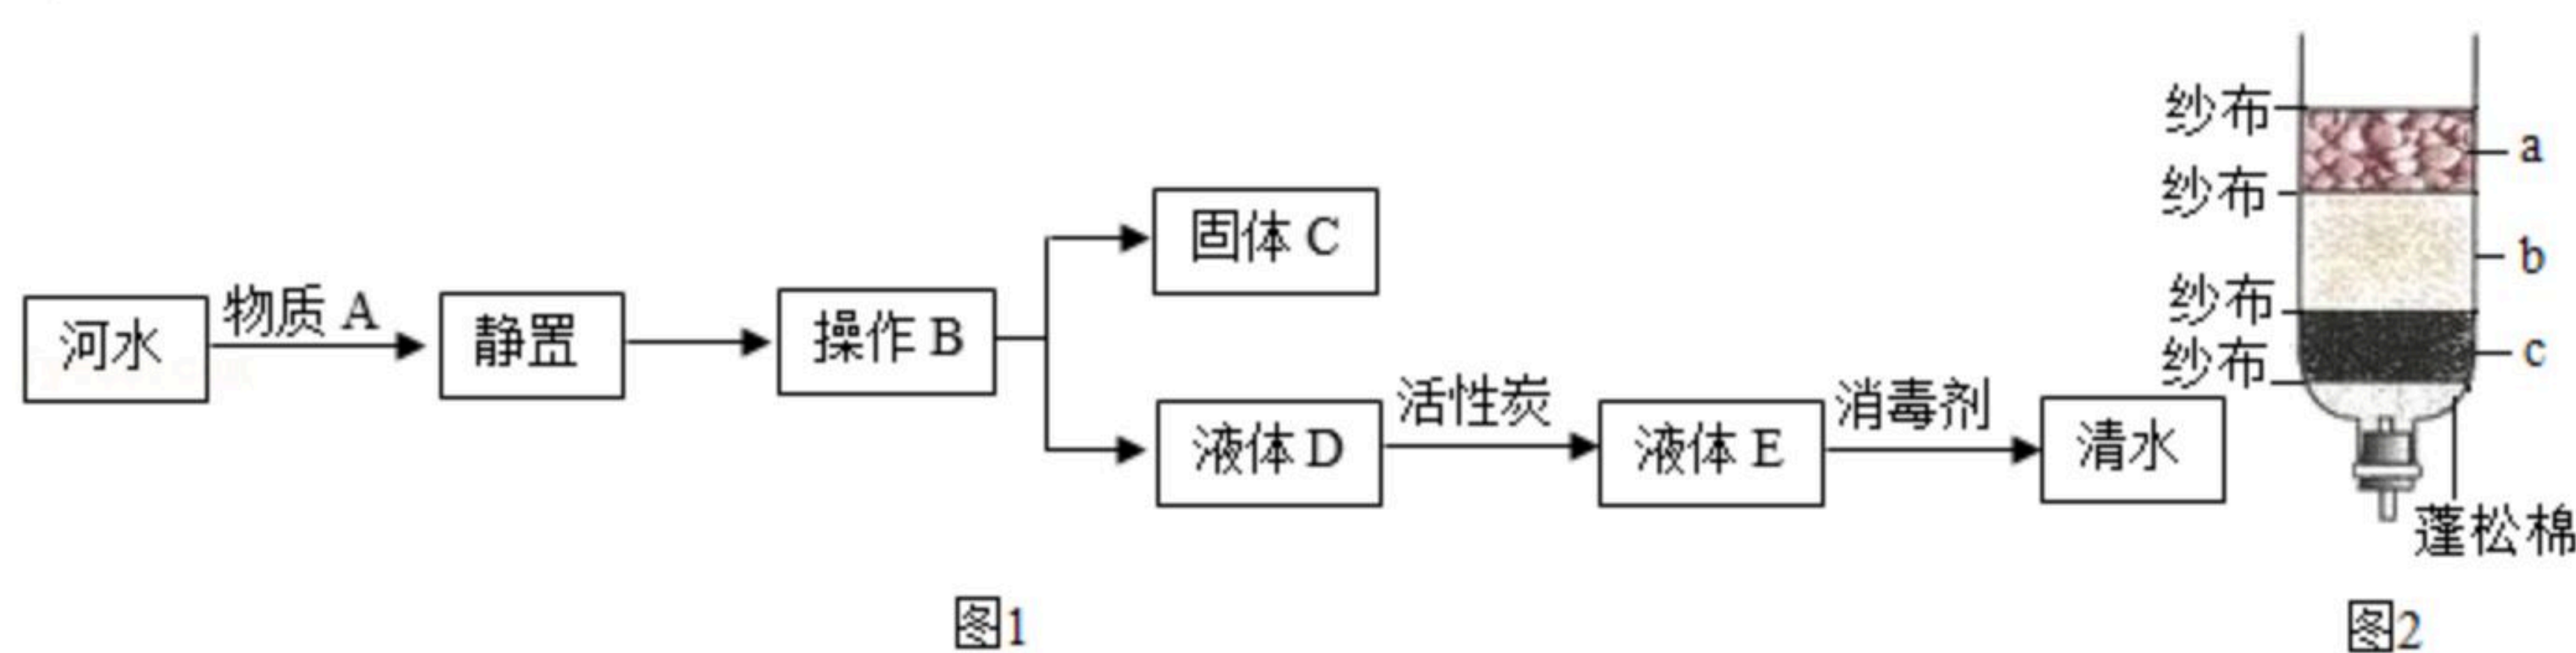 河水
物质 A
静置
操作 B
固体 C
液体 D
活性炭
液体 E
消毒剂
清水
图1
纱布
a
纱布
b
纱布
c
纱布
蓬松棉
图2